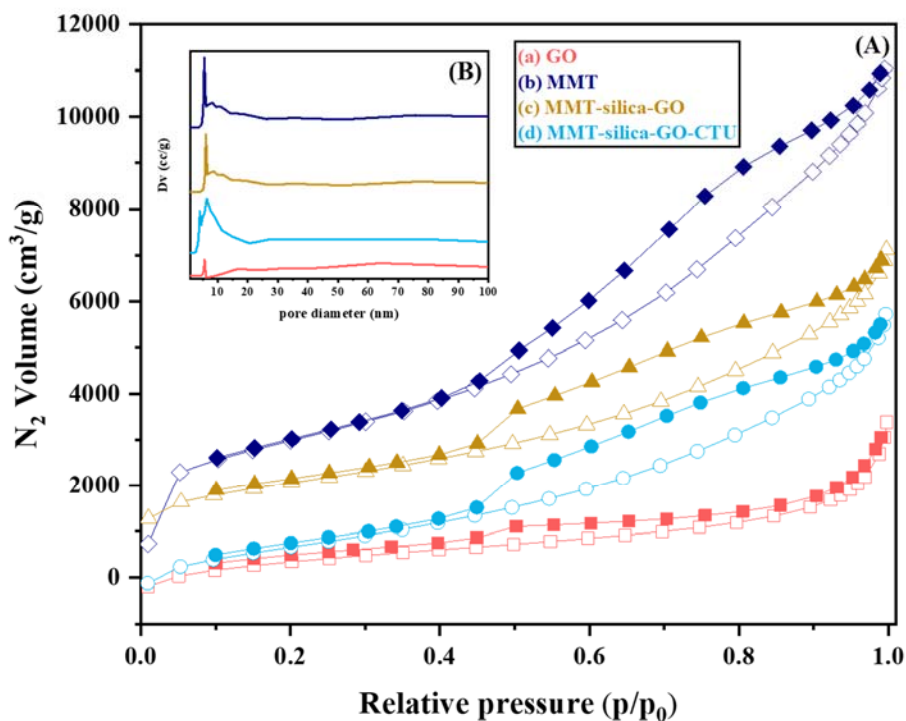 12000
10000
8000
6000
4000
2000
0
N₂ Volume (cm³/g)
(A)
(a) GO
(b) MMT
(c) MMT-silica-GO
(d) MMT-silica-GO-CTU
(B)
Dv (cc/g)
10 20 30 40 50 60 70 80 90 100
pore diameter (nm)
0.0 0.2 0.4 0.6 0.8 1.0
Relative pressure (p/p₀)